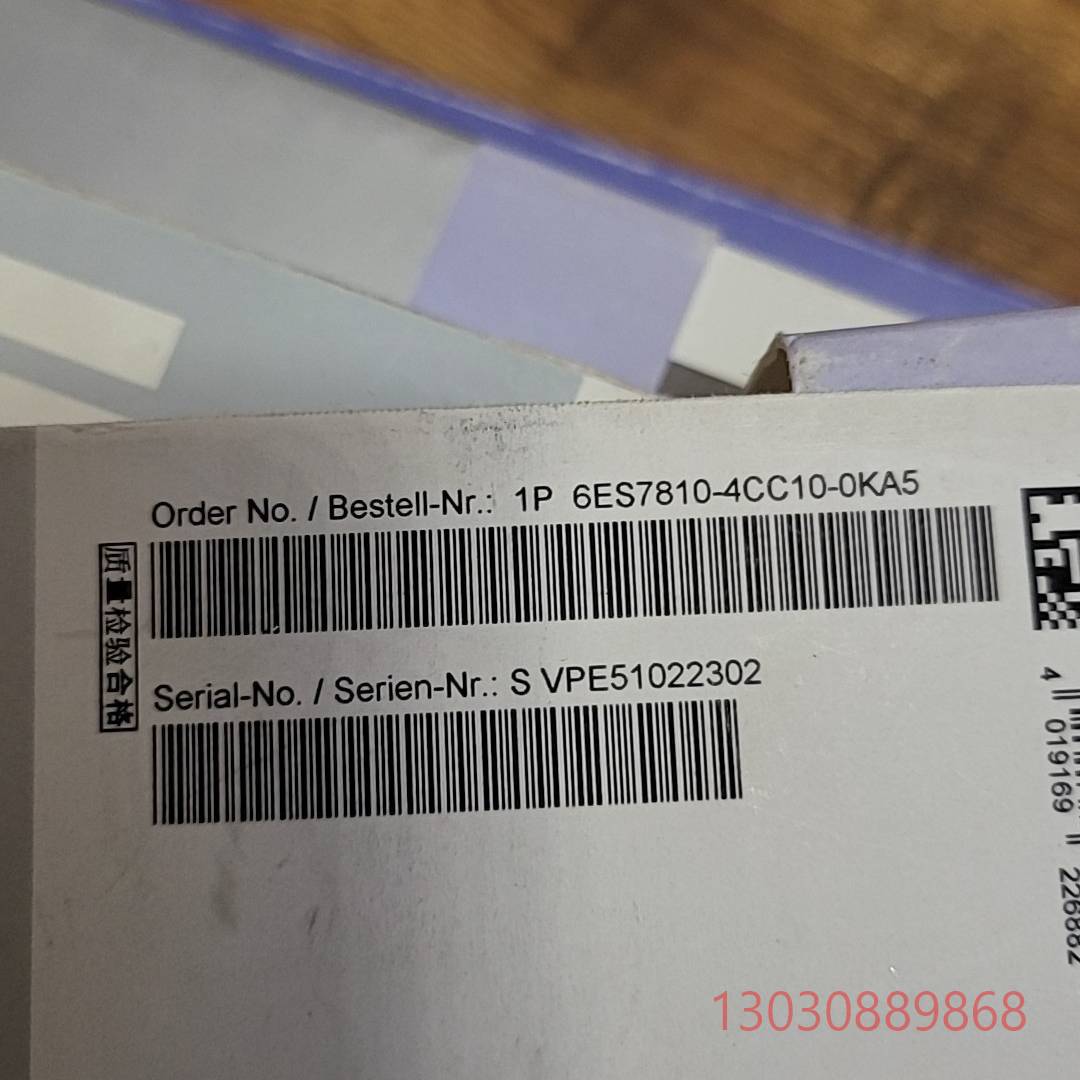 Order No. / Bestell-Nr.: 1P 6ES7810-4CC10-0KA5
质量检验合格
Serial-No. / Serien-Nr.: S VPE51022302
4 019169 226882
13030889868